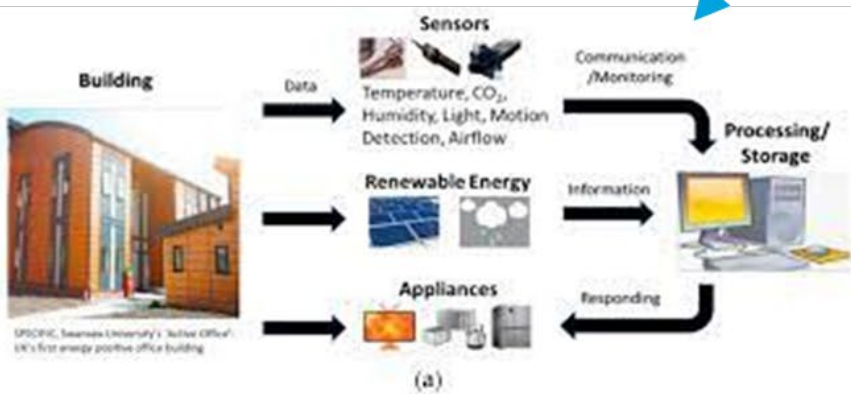 Building
SPECIFIC, Swansea University's 'Active Office':
UK's first energy positive office building
Data
Sensors
Temperature, CO₂,
Humidity, Light, Motion
Detection, Airflow
Renewable Energy
Appliances
Communication
/Monitoring
Information
Responding
Processing/
Storage
(a)